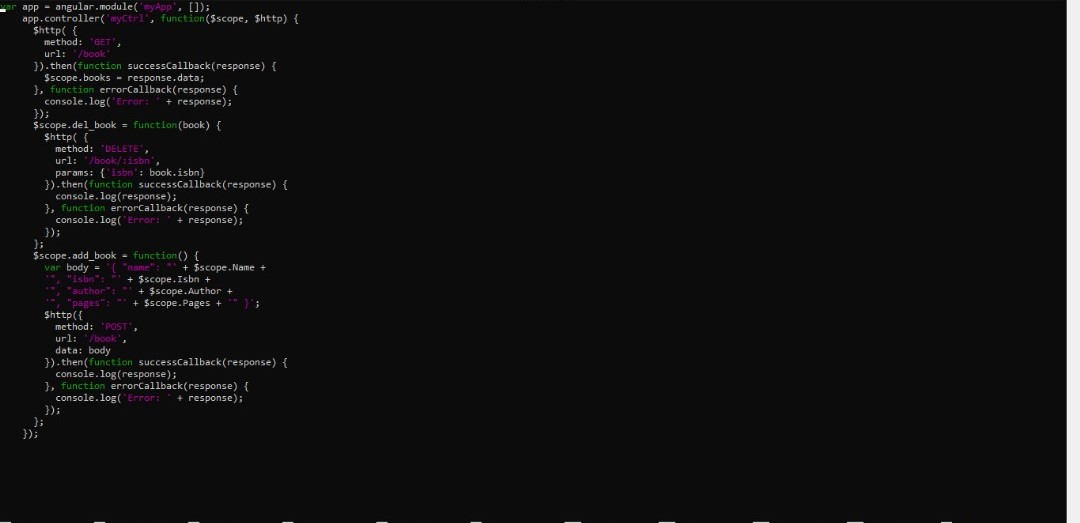 var app = angular.module('myApp', []);
app.controller('myCtrl', function($scope, $http) {
$http( {
method: 'GET',
url: '/book'
}).then(function successCallback(response) {
$scope.books = response.data;
}, function errorCallback(response) {
console.log('Error: ' + response);
});
$scope.del_book = function(book) {
$http( {
method: 'DELETE',
url: '/book/:isbn',
params: {'isbn': book.isbn}
}).then(function successCallback(response) {
console.log(response);
}, function errorCallback(response) {
console.log('Error: ' + response);
});
};
$scope.add_book = function() {
var body = '{ "name": "' + $scope.Name +
'", "isbn": "' + $scope.Isbn +
'", "author": "' + $scope.Author +
'", "pages": "' + $scope.Pages + '" }';
$http({
method: 'POST',
url: '/book',
data: body
}).then(function successCallback(response) {
console.log(response);
}, function errorCallback(response) {
console.log('Error: ' + response);
});
};
});